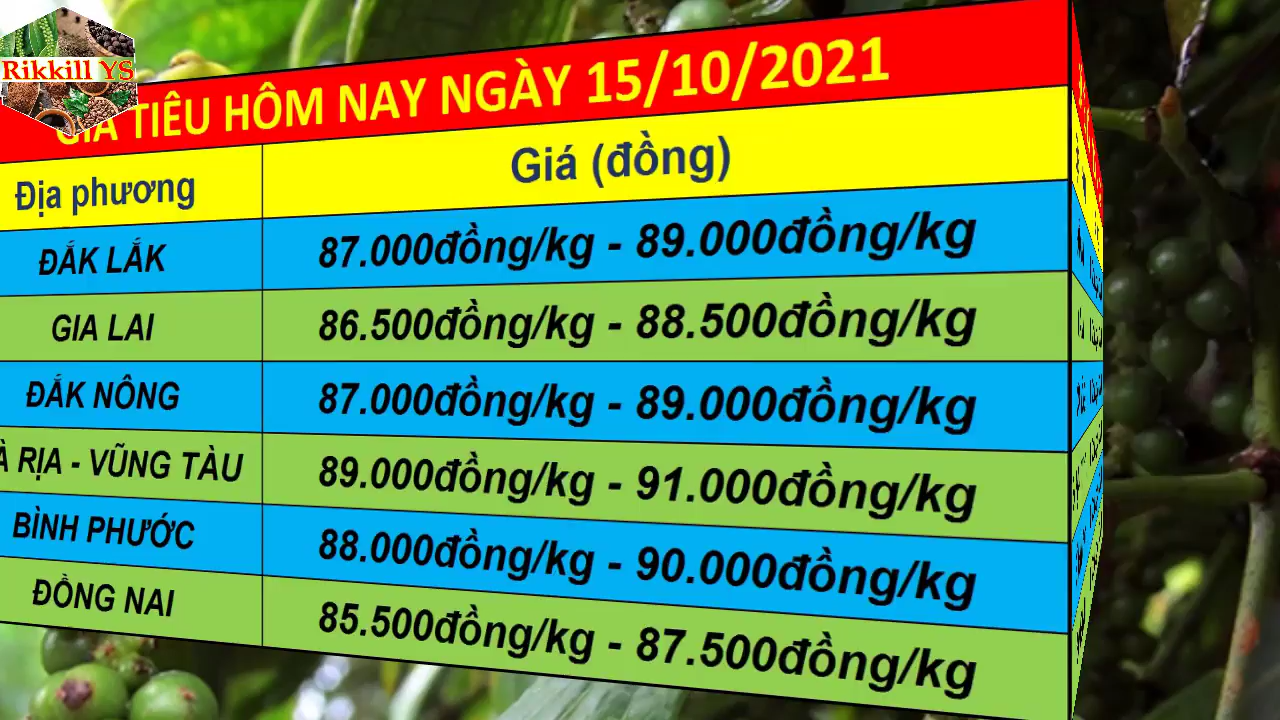 Rikkill YS
GIÁ TIÊU HÔM NAY NGÀY 15/10/2021
Địa phương Giá (đồng)
ĐẮK LẮK 87.000đồng/kg - 89.000đồng/kg
GIA LAI 86.500đồng/kg - 88.500đồng/kg
ĐẮK NÔNG 87.000đồng/kg - 89.000đồng/kg
À RỊA - VŨNG TÀU 89.000đồng/kg - 91.000đồng/kg
BÌNH PHƯỚC 88.000đồng/kg - 90.000đồng/kg
ĐỒNG NAI 85.500đồng/kg - 87.500đồng/kg